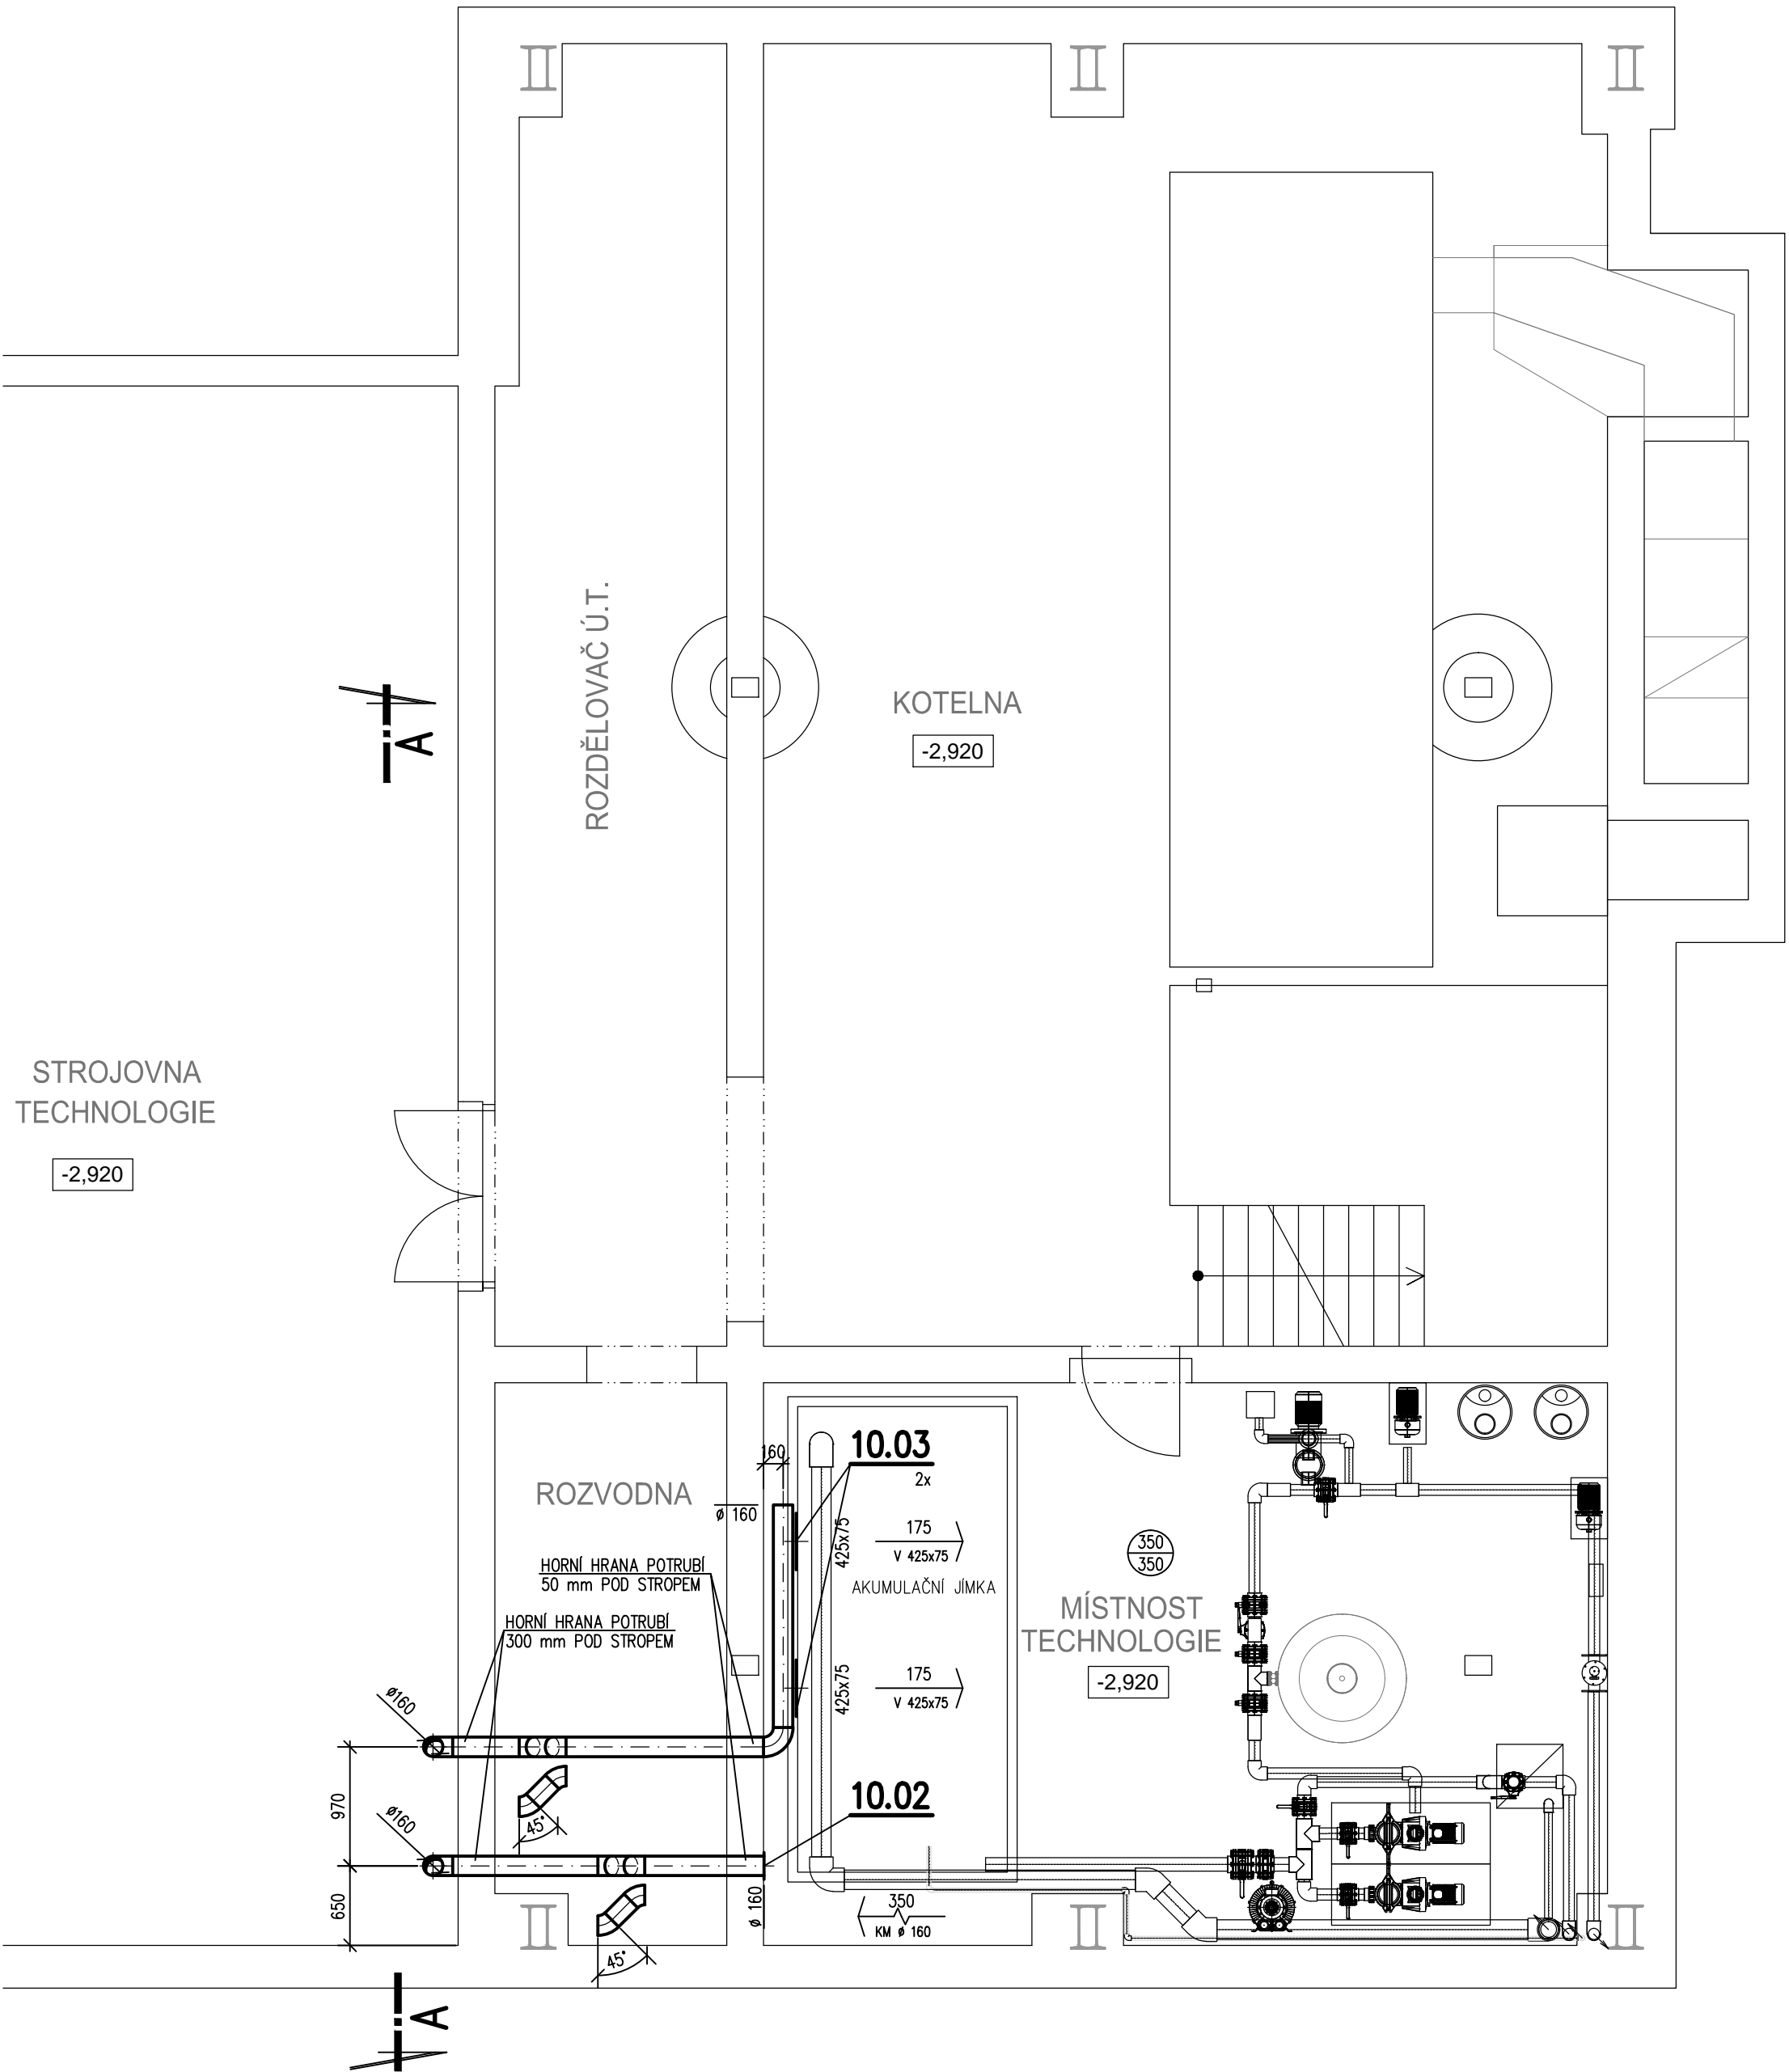 ROZDĚLOVAČ Ú.T.
KOTELNA
-2,920
A
STROJOVNA
TECHNOLOGIE
-2,920
160
10.03
2x
ROZVODNA
ø 160
425x75
175
V 425x75
AKUMULAČNÍ JÍMKA
350
350
HORNÍ HRANA POTRUBÍ
50 mm POD STROPEM
MÍSTNOST
TECHNOLOGIE
-2,920
HORNÍ HRANA POTRUBÍ
300 mm POD STROPEM
425x75
175
V 425x75
ø160
10.02
970
45°
ø160
650
ø 160
350
KM ø 160
45°
A